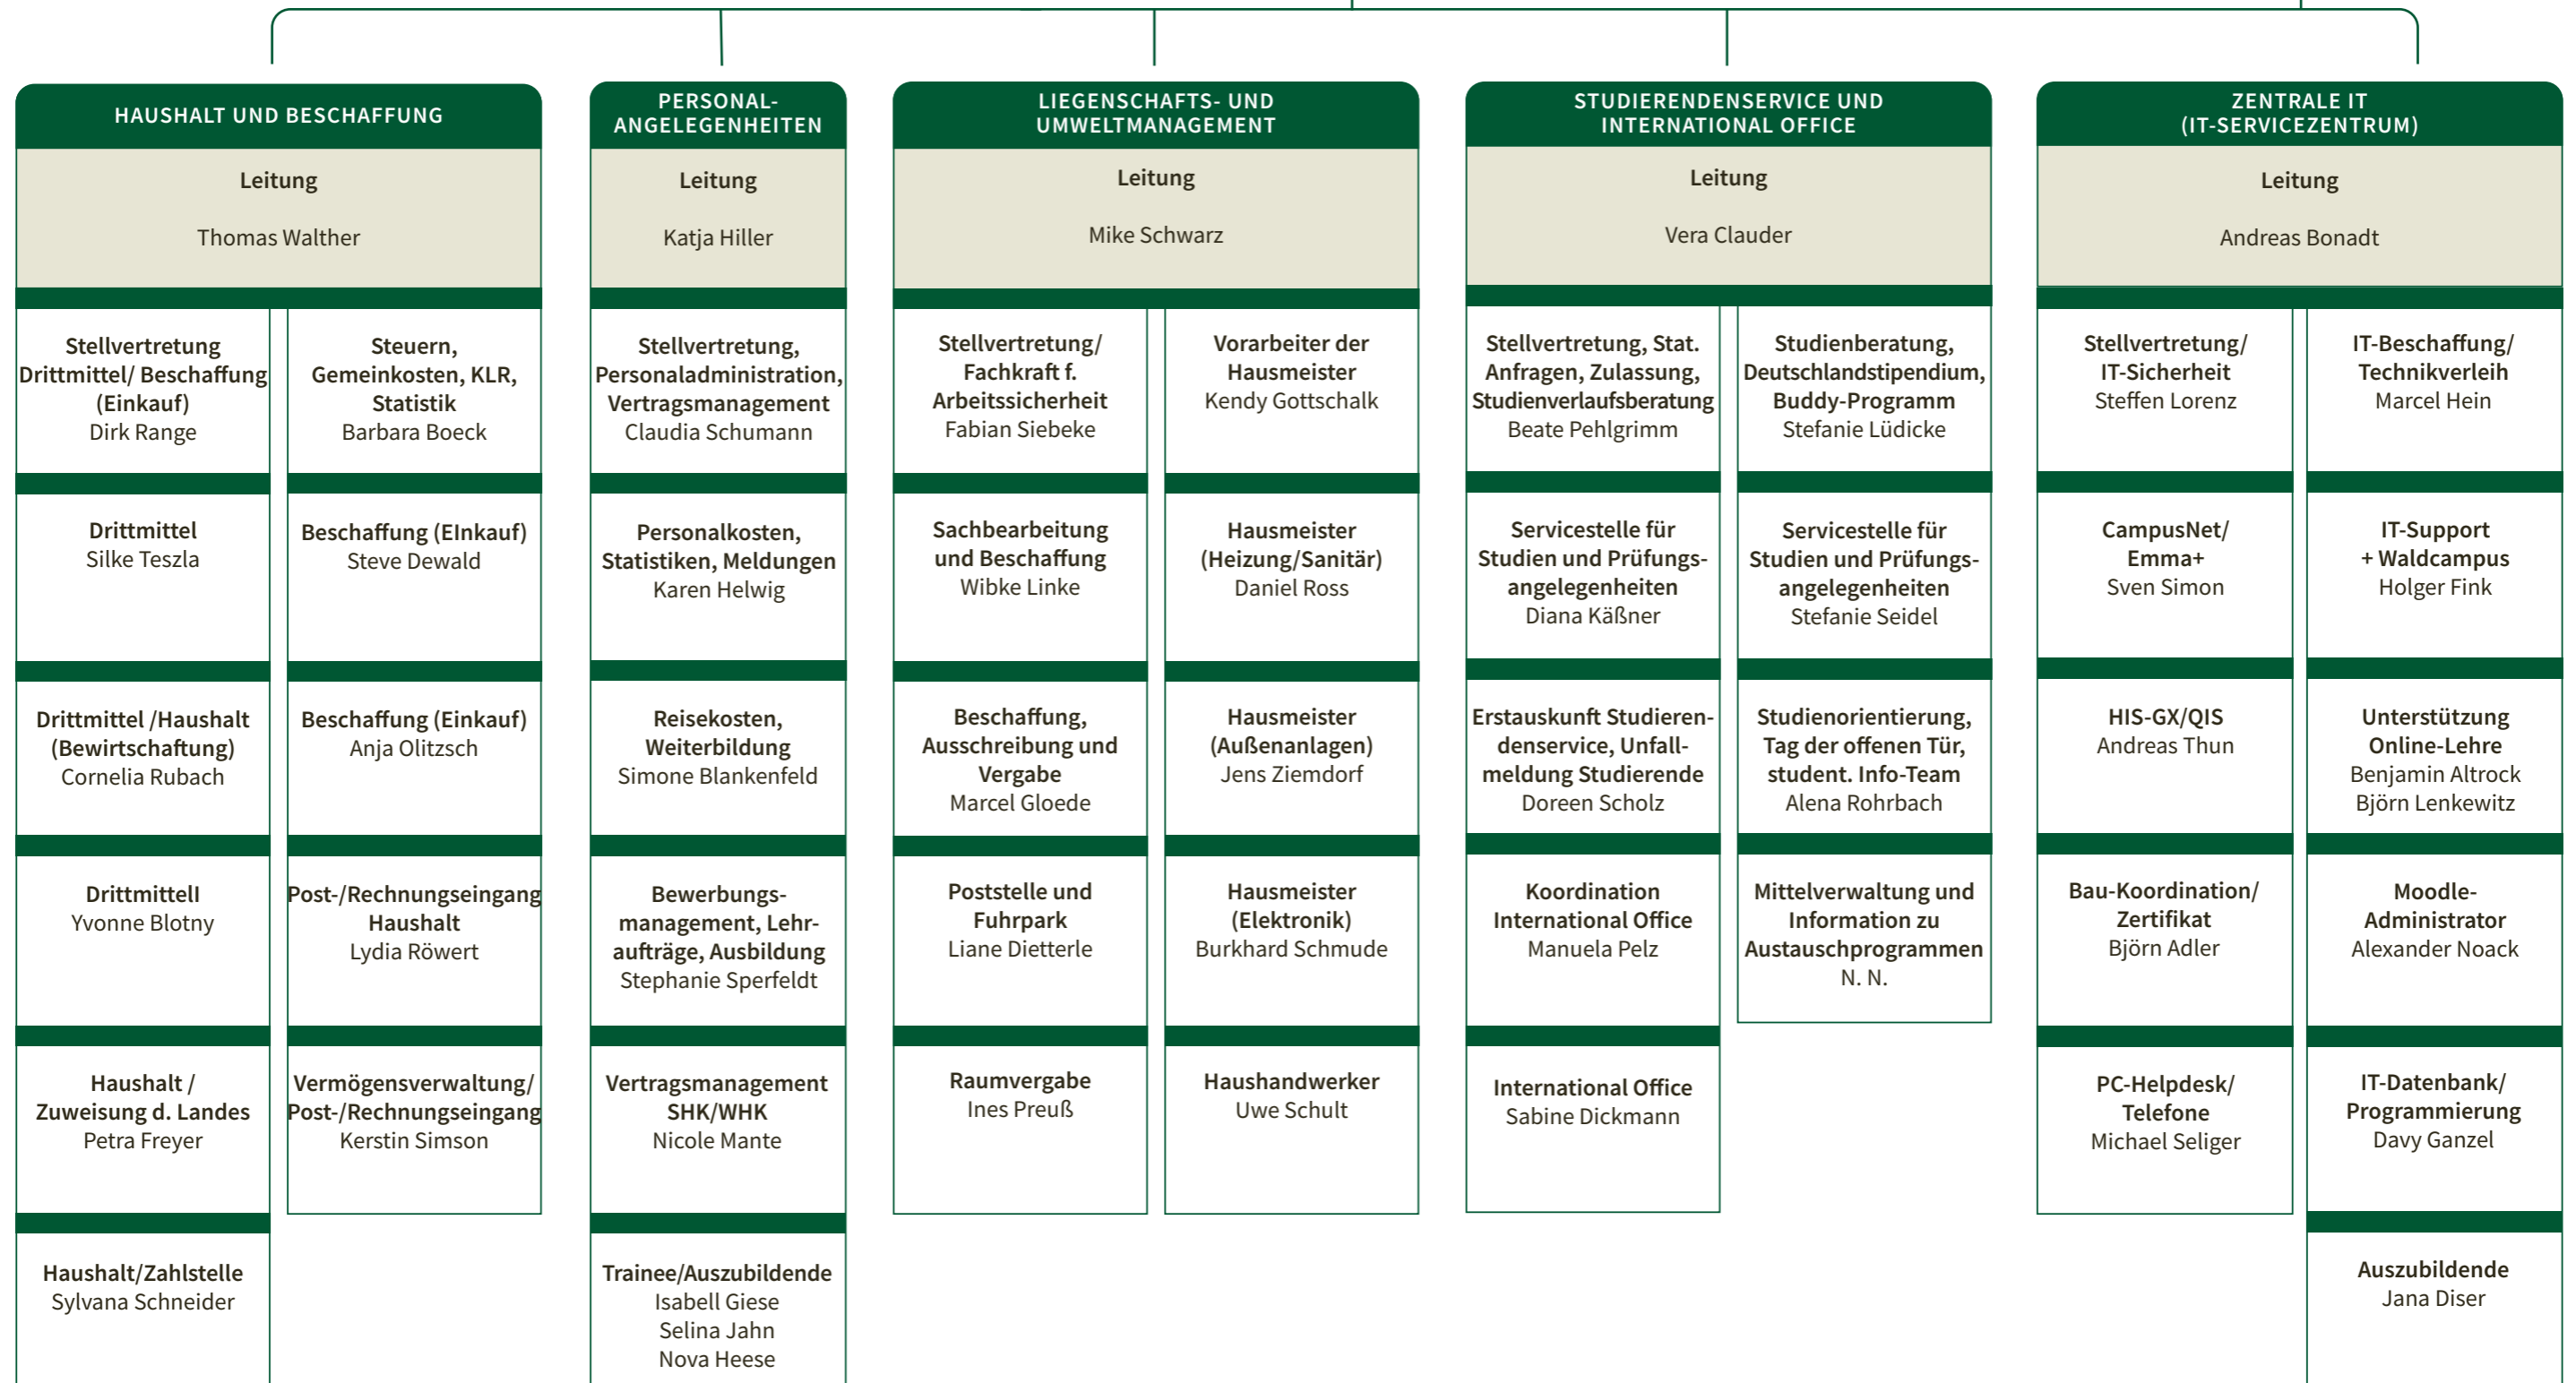 HAUSHALT UND BESCHAFFUNG
Leitung
Thomas Walther
Stellvertretung
Drittmittel/ Beschaffung
(Einkauf)
Dirk Range
Drittmittel
Silke Teszla
Drittmittel /Haushalt
(Bewirtschaftung)
Cornelia Rubach
Drittmittell
Yvonne Blotny
Haushalt /
Zuweisung d. Landes
Petra Freyer
Haushalt/Zahlstelle
Sylvana Schneider
Steuern,
Gemeinkosten, KLR,
Statistik
Barbara Boeck
Beschaffung (EInkauf)
Steve Dewald
Beschaffung (Einkauf)
Anja Olitzsch
Post-/Rechnungseingang
Haushalt
Lydia Röwert
Vermögensverwaltung/
Post-/Rechnungseingang
Kerstin Simson
PERSONAL-
ANGELEGENHEITEN
Leitung
Katja Hiller
Stellvertretung,
Personaladministration,
Vertragsmanagement
Claudia Schumann
Personalkosten,
Statistiken, Meldungen
Karen Helwig
Reisekosten,
Weiterbildung
Simone Blankenfeld
Bewerbungs-
management, Lehr-
aufträge, Ausbildung
Stephanie Sperfeldt
Vertragsmanagement
SHK/WHK
Nicole Mante
Trainee/Auszubildende
Isabell Giese
Selina Jahn
Nova Heese
LIEGENSCHAFTS- UND
UMWELTMANAGEMENT
Leitung
Mike Schwarz
Stellvertretung/
Fachkraft f.
Arbeitssicherheit
Fabian Siebeke
Sachbearbeitung
und Beschaffung
Wibke Linke
Beschaffung,
Ausschreibung und
Vergabe
Marcel Gloede
Poststelle und
Fuhrpark
Liane Dietterle
Raumvergabe
Ines Preuß
Vorarbeiter der
Hausmeister
Kendy Gottschalk
Hausmeister
(Heizung/Sanitär)
Daniel Ross
Hausmeister
(Außenanlagen)
Jens Ziemdorf
Hausmeister
(Elektronik)
Burkhard Schmude
Haushandwerker
Uwe Schult
STUDIERENDENSERVICE UND
INTERNATIONAL OFFICE
Leitung
Vera Clauder
Stellvertretung, Stat.
Anfragen, Zulassung,
Studienverlaufsberatung
Beate Pehlgrimm
Servicestelle für
Studien und Prüfungs-
angelegenheiten
Diana Käßner
Erstauskunft Studieren-
denservice, Unfall-
meldung Studierende
Doreen Scholz
Koordination
International Office
Manuela Pelz
International Office
Sabine Dickmann
Studienberatung,
Deutschlandstipendium,
Buddy-Programm
Stefanie Lüdicke
Servicestelle für
Studien und Prüfungs-
angelegenheiten
Stefanie Seidel
Studienorientierung,
Tag der offenen Tür,
student. Info-Team
Alena Rohrbach
Mittelverwaltung und
Information zu
Austauschprogrammen
N. N.
ZENTRALE IT
(IT-SERVICEZENTRUM)
Leitung
Andreas Bonadt
Stellvertretung/
IT-Sicherheit
Steffen Lorenz
CampusNet/
Emma+
Sven Simon
HIS-GX/QIS
Andreas Thun
Bau-Koordination/
Zertifikat
Björn Adler
PC-Helpdesk/
Telefone
Michael Seliger
IT-Beschaffung/
Technikverleih
Marcel Hein
IT-Support
+ Waldcampus
Holger Fink
Unterstützung
Online-Lehre
Benjamin Altrock
Björn Lenkewitz
Moodle-
Administrator
Alexander Noack
IT-Datenbank/
Programmierung
Davy Ganzel
Auszubildende
Jana Diser